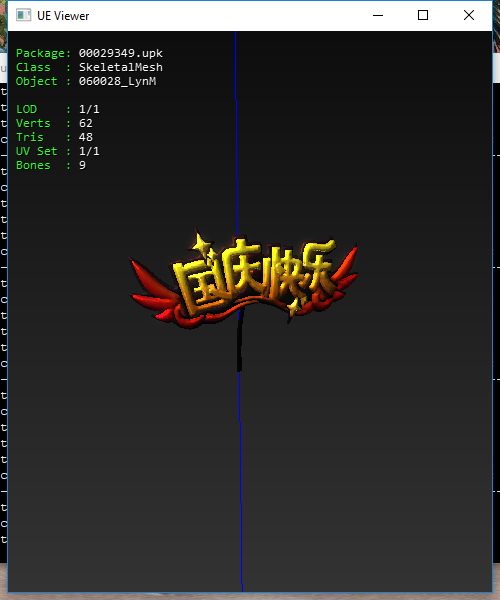 UE Viewer
Package: 00029349.upk
Class : SkeletalMesh
Object : 060028_LynM
LOD : 1/1
Verts : 62
Tris : 48
UV Set : 1/1
Bones : 9
国庆快乐